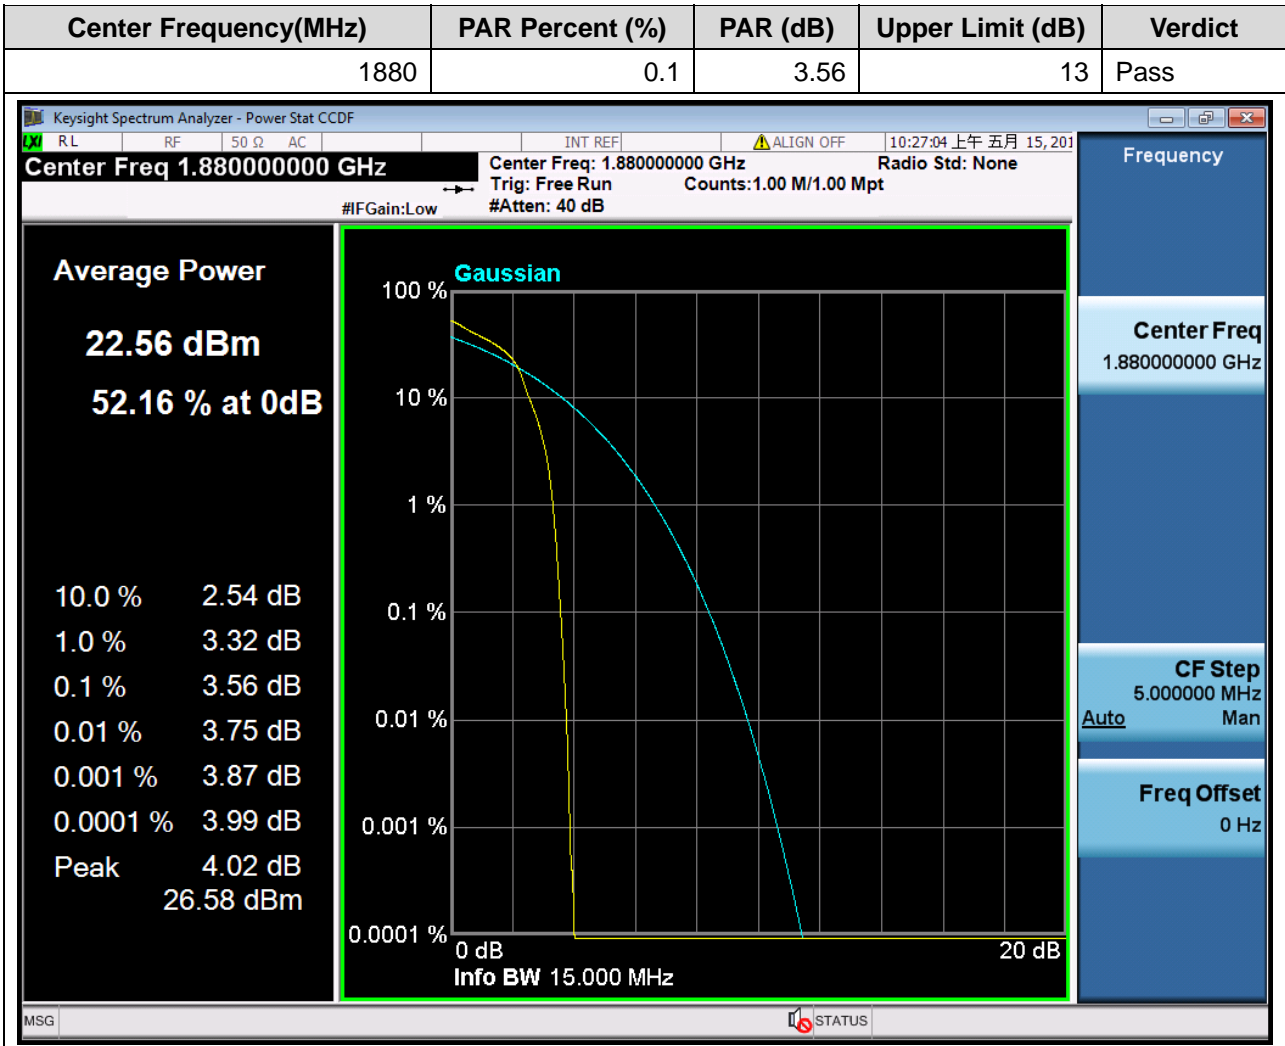 Center Frequency(MHz) PAR Percent (%) PAR (dB) Upper Limit (dB) Verdict
1880 0.1 3.56 13 Pass
Keysight Spectrum Analyzer - Power Stat CCDF
LXI RL RF 50 Ω AC INT REF ALIGN OFF 10:27:04 上午 五月 15, 201
Center Freq 1.880000000 GHz
Center Freq: 1.880000000 GHz Radio Std: None
Trig: Free Run Counts:1.00 M/1.00 Mpt
#IFGain:Low #Atten: 40 dB
Average Power
22.56 dBm
52.16 % at 0dB
10.0 % 2.54 dB
1.0 % 3.32 dB
0.1 % 3.56 dB
0.01 % 3.75 dB
0.001 % 3.87 dB
0.0001 % 3.99 dB
Peak 4.02 dB
26.58 dBm
Gaussian
100 %
10 %
1 %
0.1 %
0.01 %
0.001 %
0.0001 %
0 dB 20 dB
Info BW 15.000 MHz
Frequency
Center Freq
1.880000000 GHz
CF Step
5.000000 MHz
Auto Man
Freq Offset
0 Hz
MSG STATUS